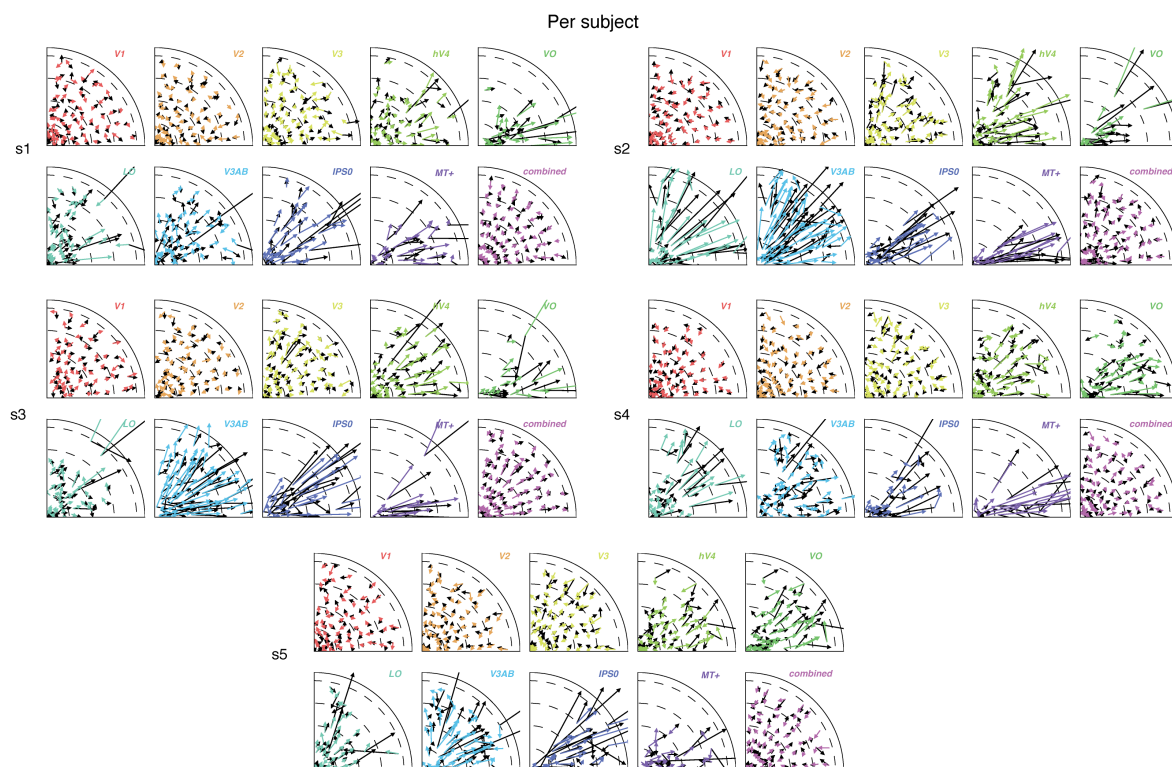 Per subject
V1 V2 V3 hV4 VO
s1
LO V3AB IPS0 MT+ combined
V1 V2 V3 hV4 VO
s2
LO V3AB IPS0 MT+ combined
V1 V2 V3 hV4 VO
s3
LO V3AB IPS0 MT+ combined
V1 V2 V3 hV4 VO
s4
LO V3AB IPS0 MT+ combined
V1 V2 V3 hV4 VO
s5
LO V3AB IPS0 MT+ combined